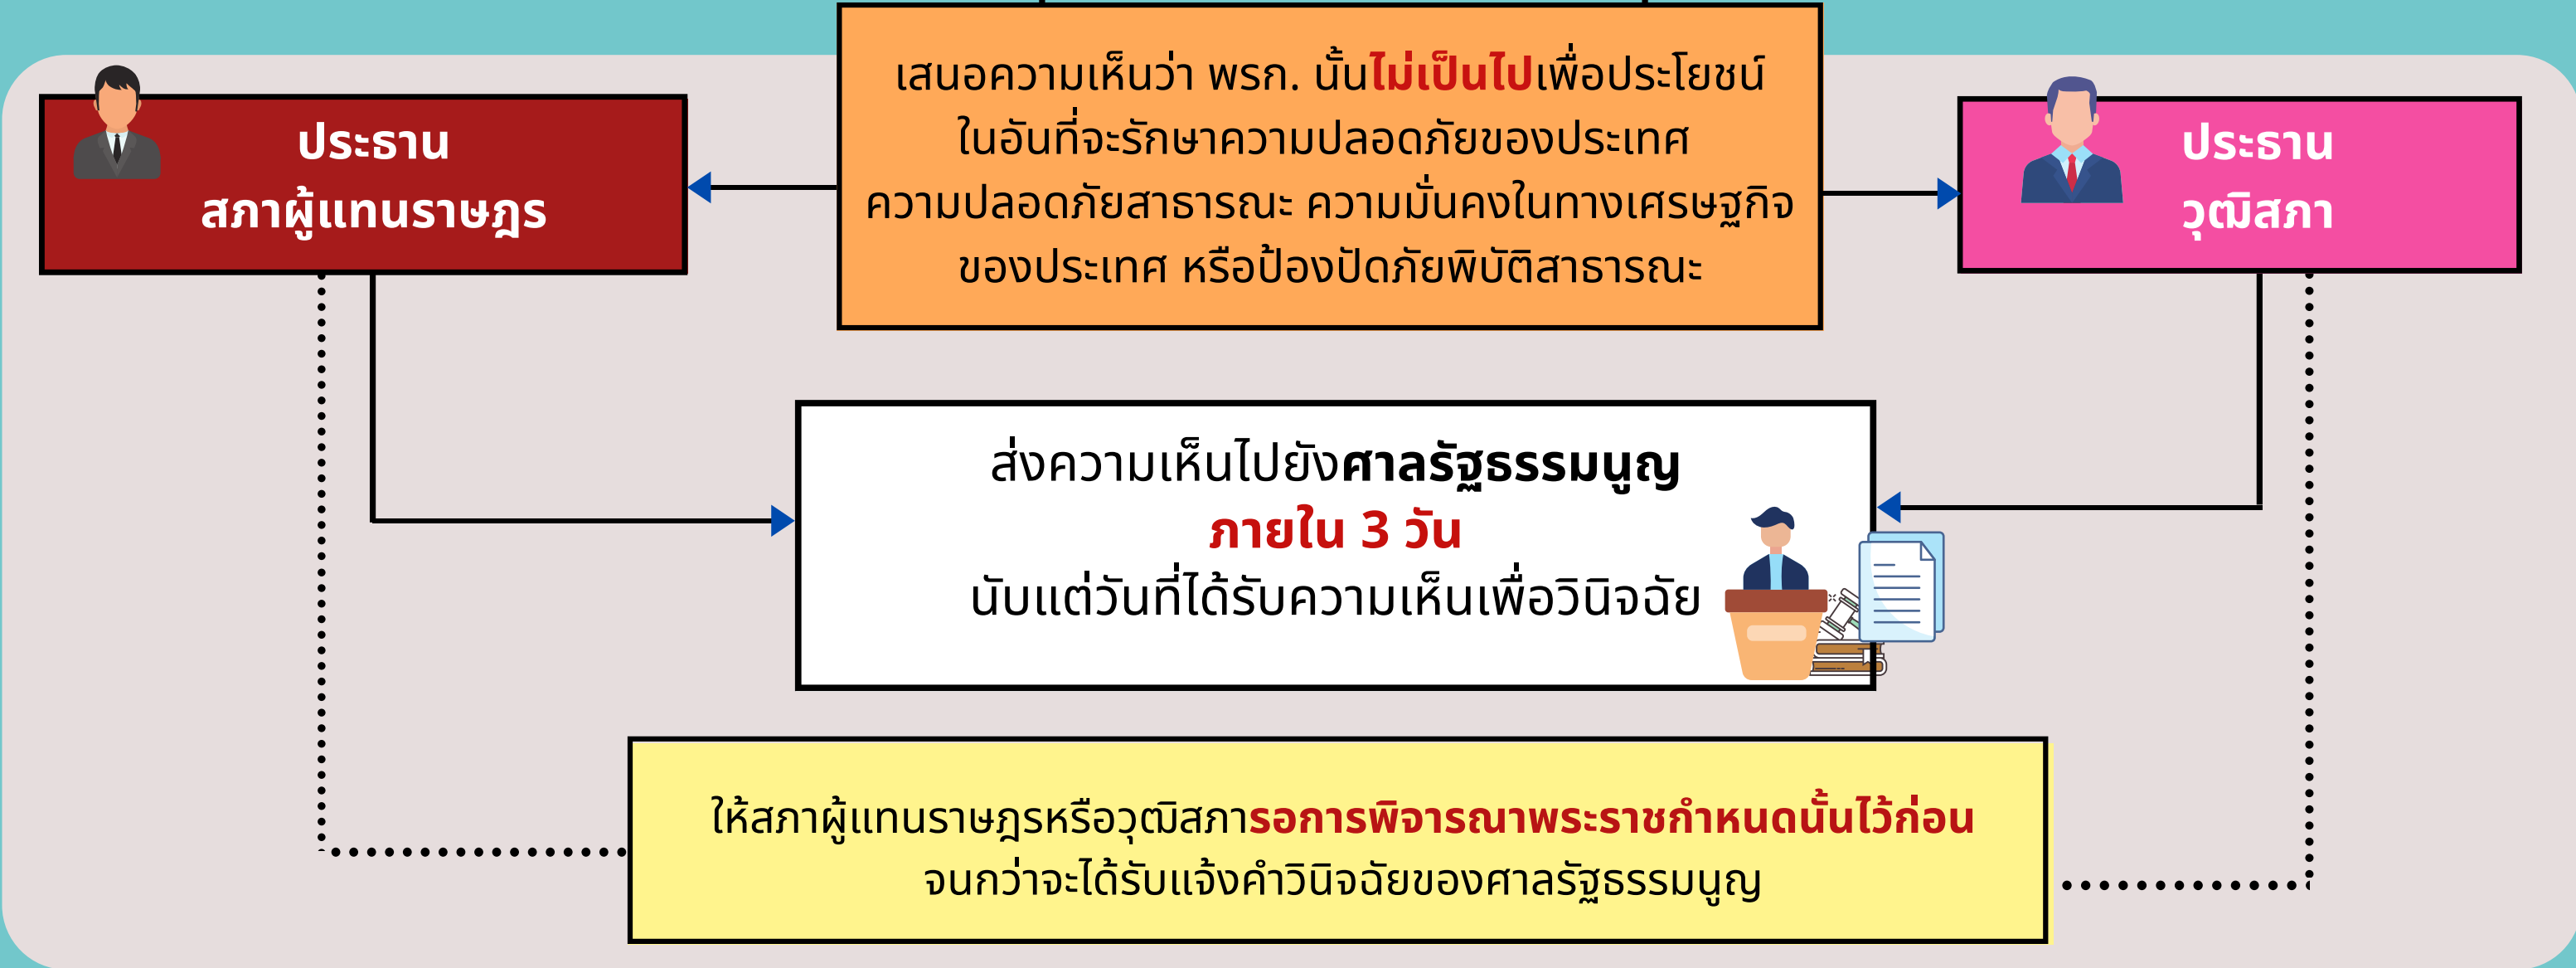 เสนอความเห็นว่า พรก. นั้นไม่เป็นไปเพื่อประโยชน์
ในอันที่จะรักษาความปลอดภัยของประเทศ
ความปลอดภัยสาธารณะ ความมั่นคงในทางเศรษฐกิจ
ของประเทศ หรือป้องปัดภัยพิบัติสาธารณะ
ประธาน
สภาผู้แทนราษฎร
ประธาน
วุฒิสภา
ส่งความเห็นไปยังศาลรัฐธรรมนูญ
ภายใน 3 วัน
นับแต่วันที่ได้รับความเห็นเพื่อวินิจฉัย
ให้สภาผู้แทนราษฎรหรือวุฒิสภารอการพิจารณาพระราชกำหนดนั้นไว้ก่อน
จนกว่าจะได้รับแจ้งคำวินิจฉัยของศาลรัฐธรรมนูญ